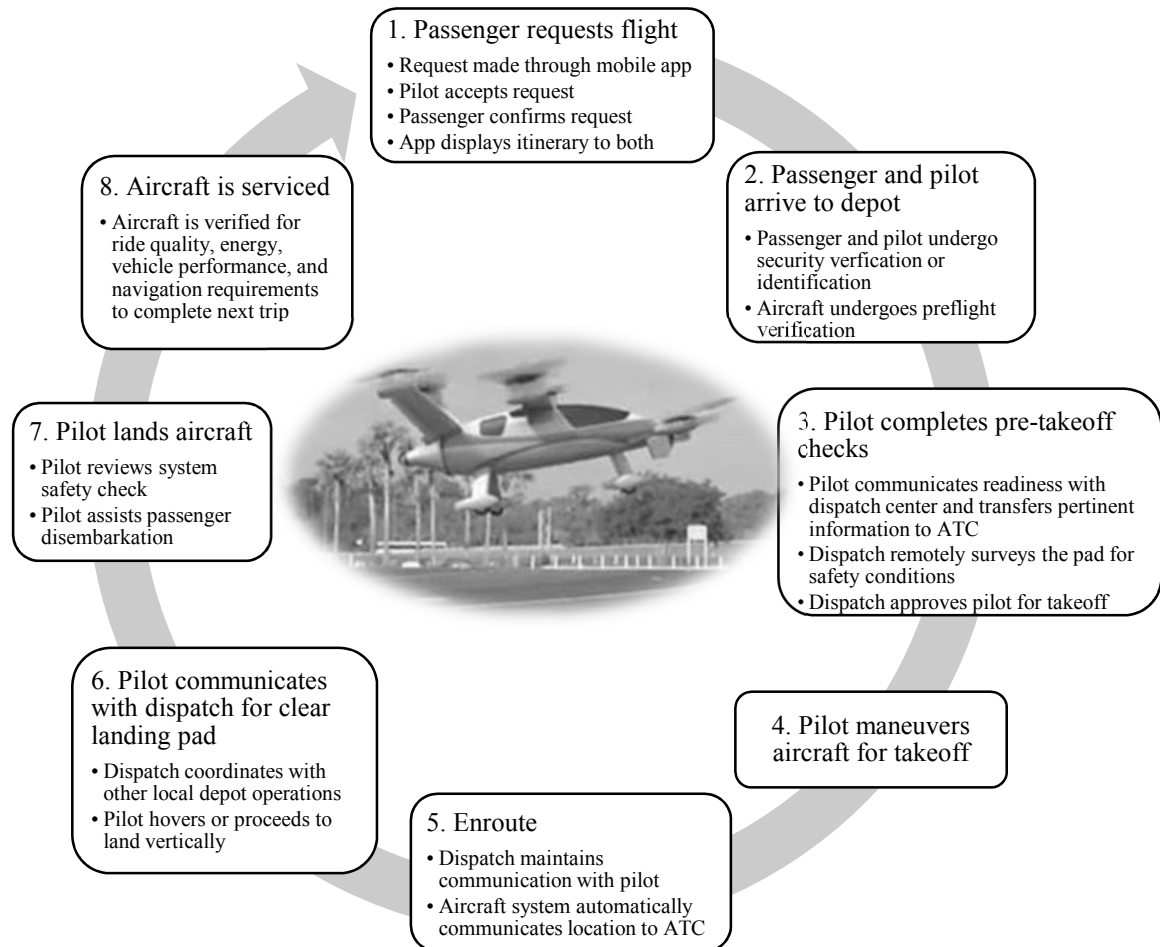 1. Passenger requests flight
• Request made through mobile app
• Pilot accepts request
• Passenger confirms request
• App displays itinerary to both
2. Passenger and pilot
arrive to depot
• Passenger and pilot undergo
security verfication or
identification
• Aircraft undergoes preflight
verification
3. Pilot completes pre-takeoff
checks
• Pilot communicates readiness with
dispatch center and transfers pertinent
information to ATC
• Dispatch remotely surveys the pad for
safety conditions
• Dispatch approves pilot for takeoff
4. Pilot maneuvers
aircraft for takeoff
5. Enroute
• Dispatch maintains
communication with pilot
• Aircraft system automatically
communicates location to ATC
6. Pilot communicates
with dispatch for clear
landing pad
• Dispatch coordinates with
other local depot operations
• Pilot hovers or proceeds to
land vertically
7. Pilot lands aircraft
• Pilot reviews system
safety check
• Pilot assists passenger
disembarkation
8. Aircraft is serviced
• Aircraft is verified for
ride quality, energy,
vehicle performance, and
navigation requirements
to complete next trip